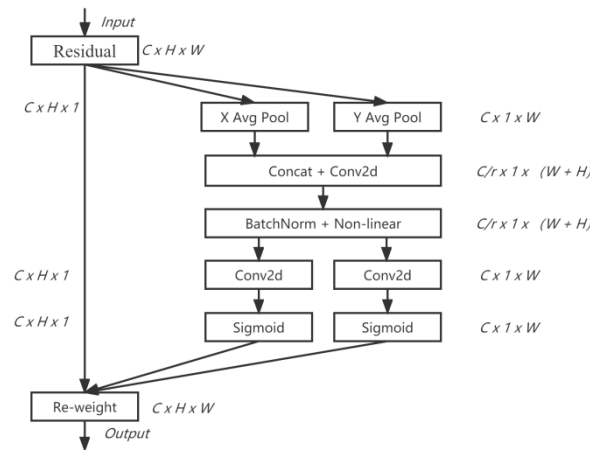 Input
Residual C x H x W
C x H x 1 X Avg Pool Y Avg Pool C x 1 x W
Concat + Conv2d C/r x 1 x (W + H)
BatchNorm + Non-linear C/r x 1 x (W + H)
C x H x 1 Conv2d Conv2d C x 1 x W
C x H x 1 Sigmoid Sigmoid C x 1 x W
Re-weight C x H x W
Output